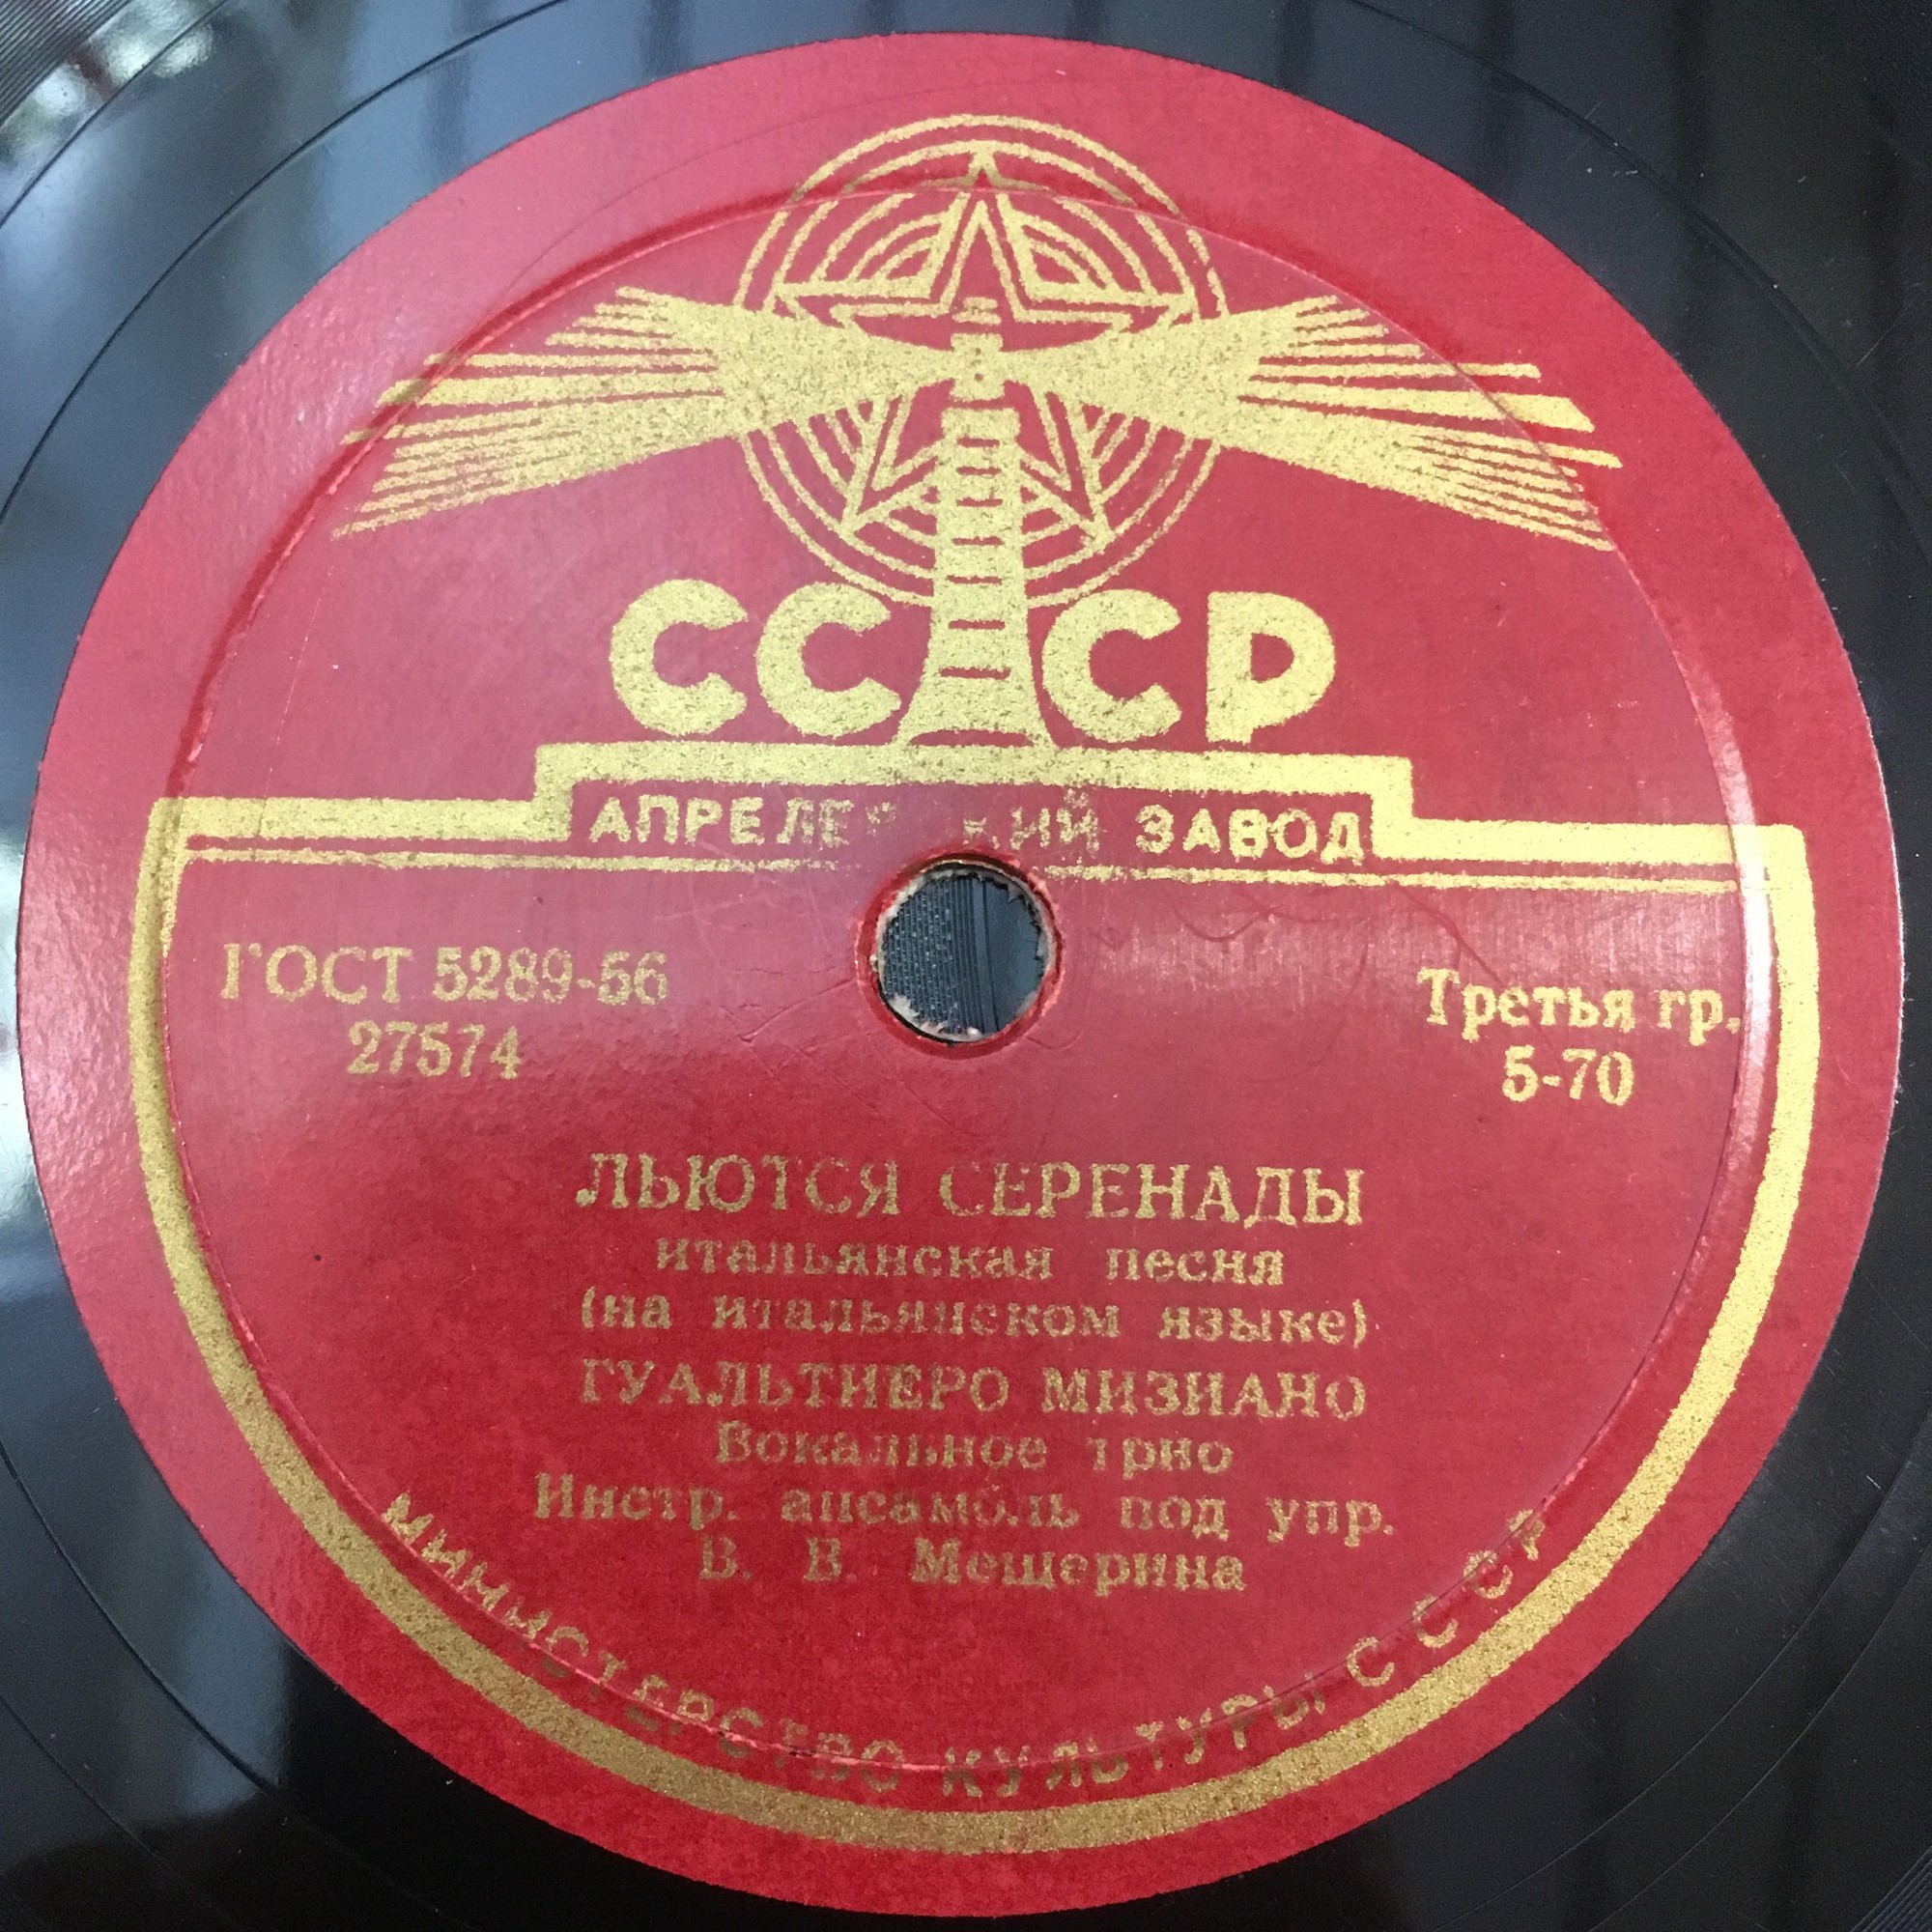 СССР
АПРЕЛЕВСКИЙ ЗАВОД
ГОСТ 5289-56
27574
Третья гр.
5-70
ЛЬЮТСЯ СЕРЕНАДЫ
итальянская песня
(на итальянском языке)
ГУАЛЬТИЕРО МИЗИАНО
Вокальное трио
Инстр. ансамбль под упр.
В. В. Мещерина
МИНИСТЕРСТВО КУЛЬТУРЫ СССР